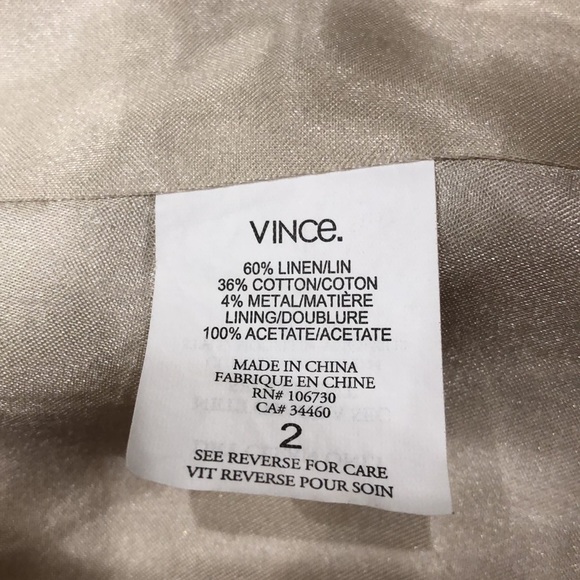 VINCE.
60% LINEN/LIN
36% COTTON/COTON
4% METAL/MATIÈRE
LINING/DOUBLURE
100% ACETATE/ACETATE
MADE IN CHINA
FABRIQUE EN CHINE
RN# 106730
CA# 34460
2
SEE REVERSE FOR CARE
VIT REVERSE POUR SOIN